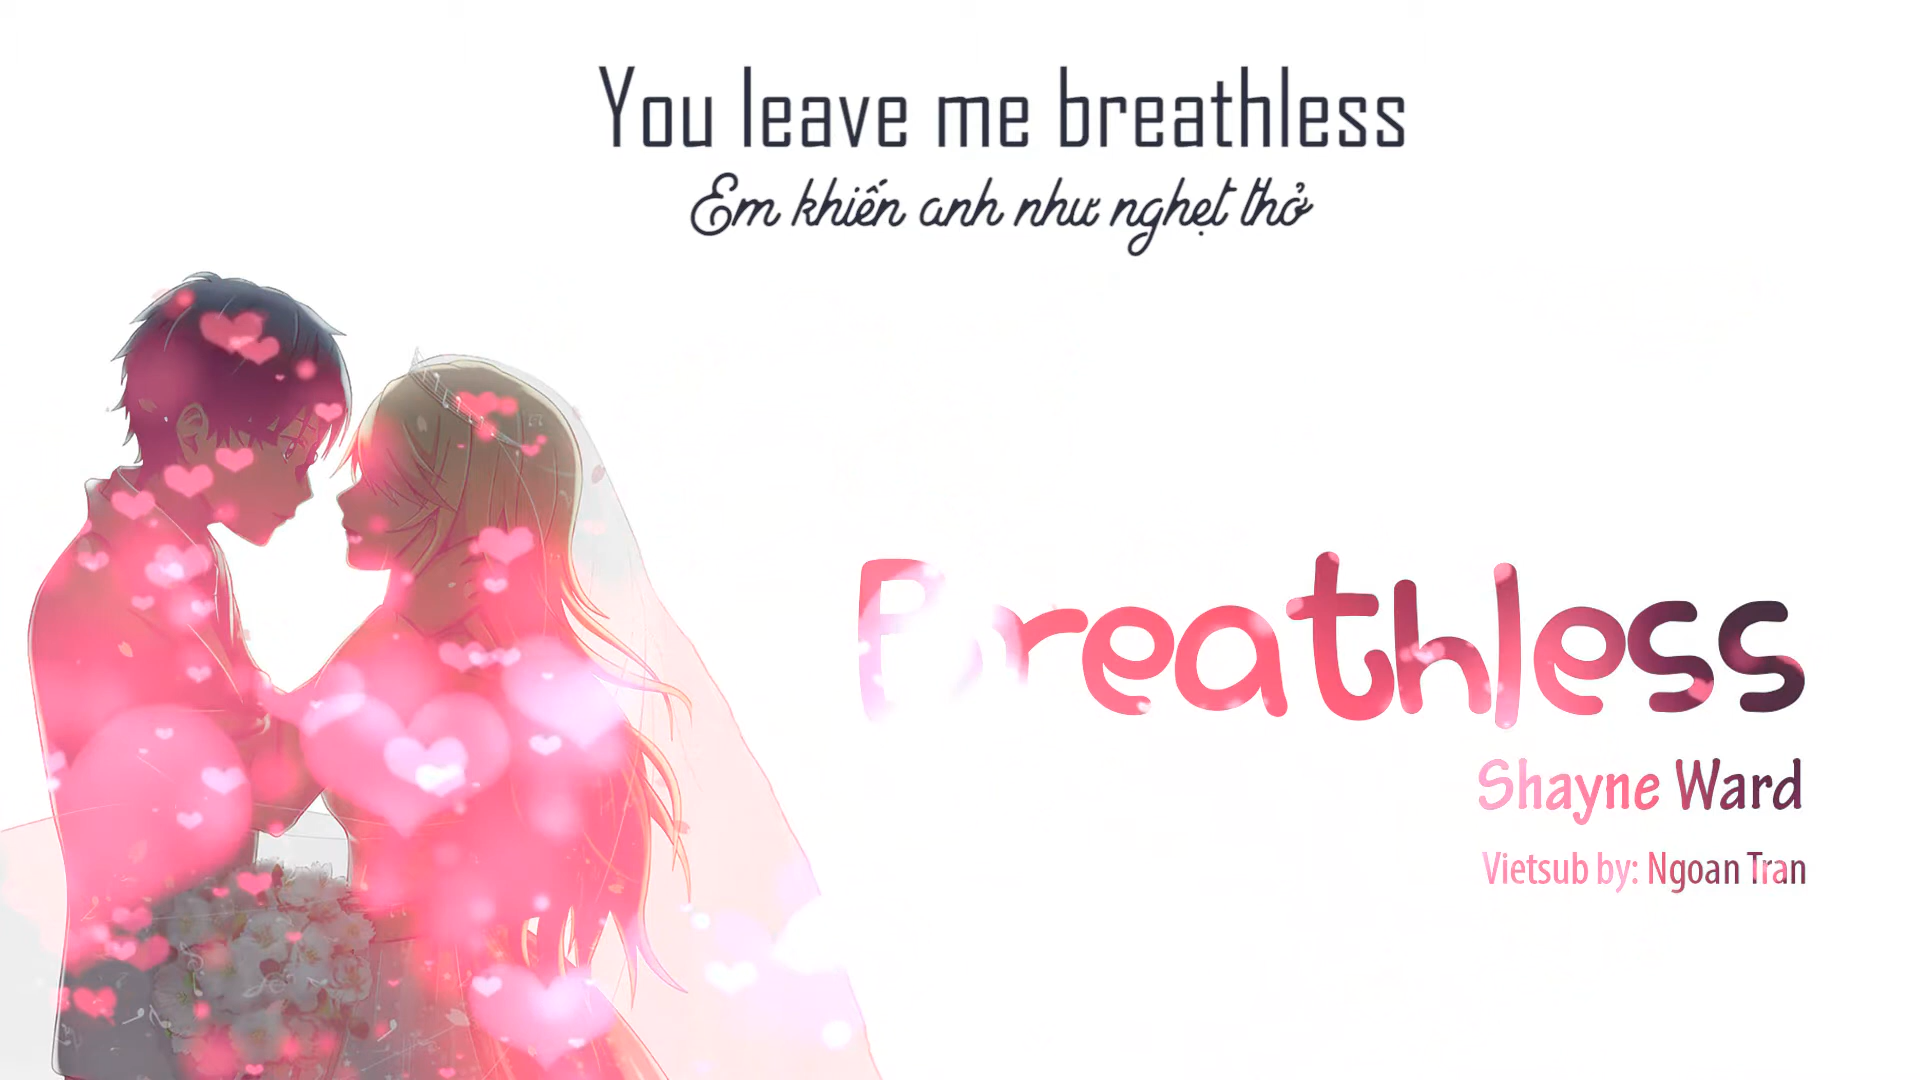 You leave me breathless
Em khiến anh như nghẹt thở
Breathless
Shayne Ward
Vietsub by: Ngoan Tran